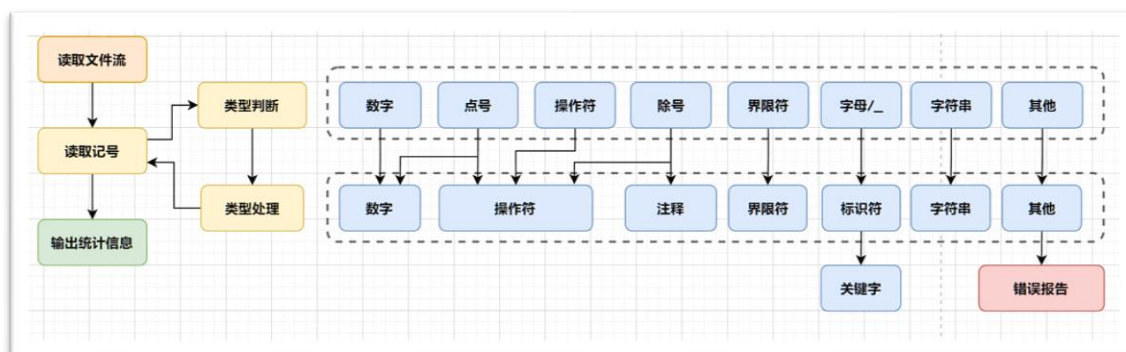 读取文件流
类型判断
数字
点号
操作符
除号
界限符
字母/_
字符串
其他
读取记号
类型处理
数字
操作符
注释
界限符
标识符
字符串
其他
输出统计信息
关键字
错误报告